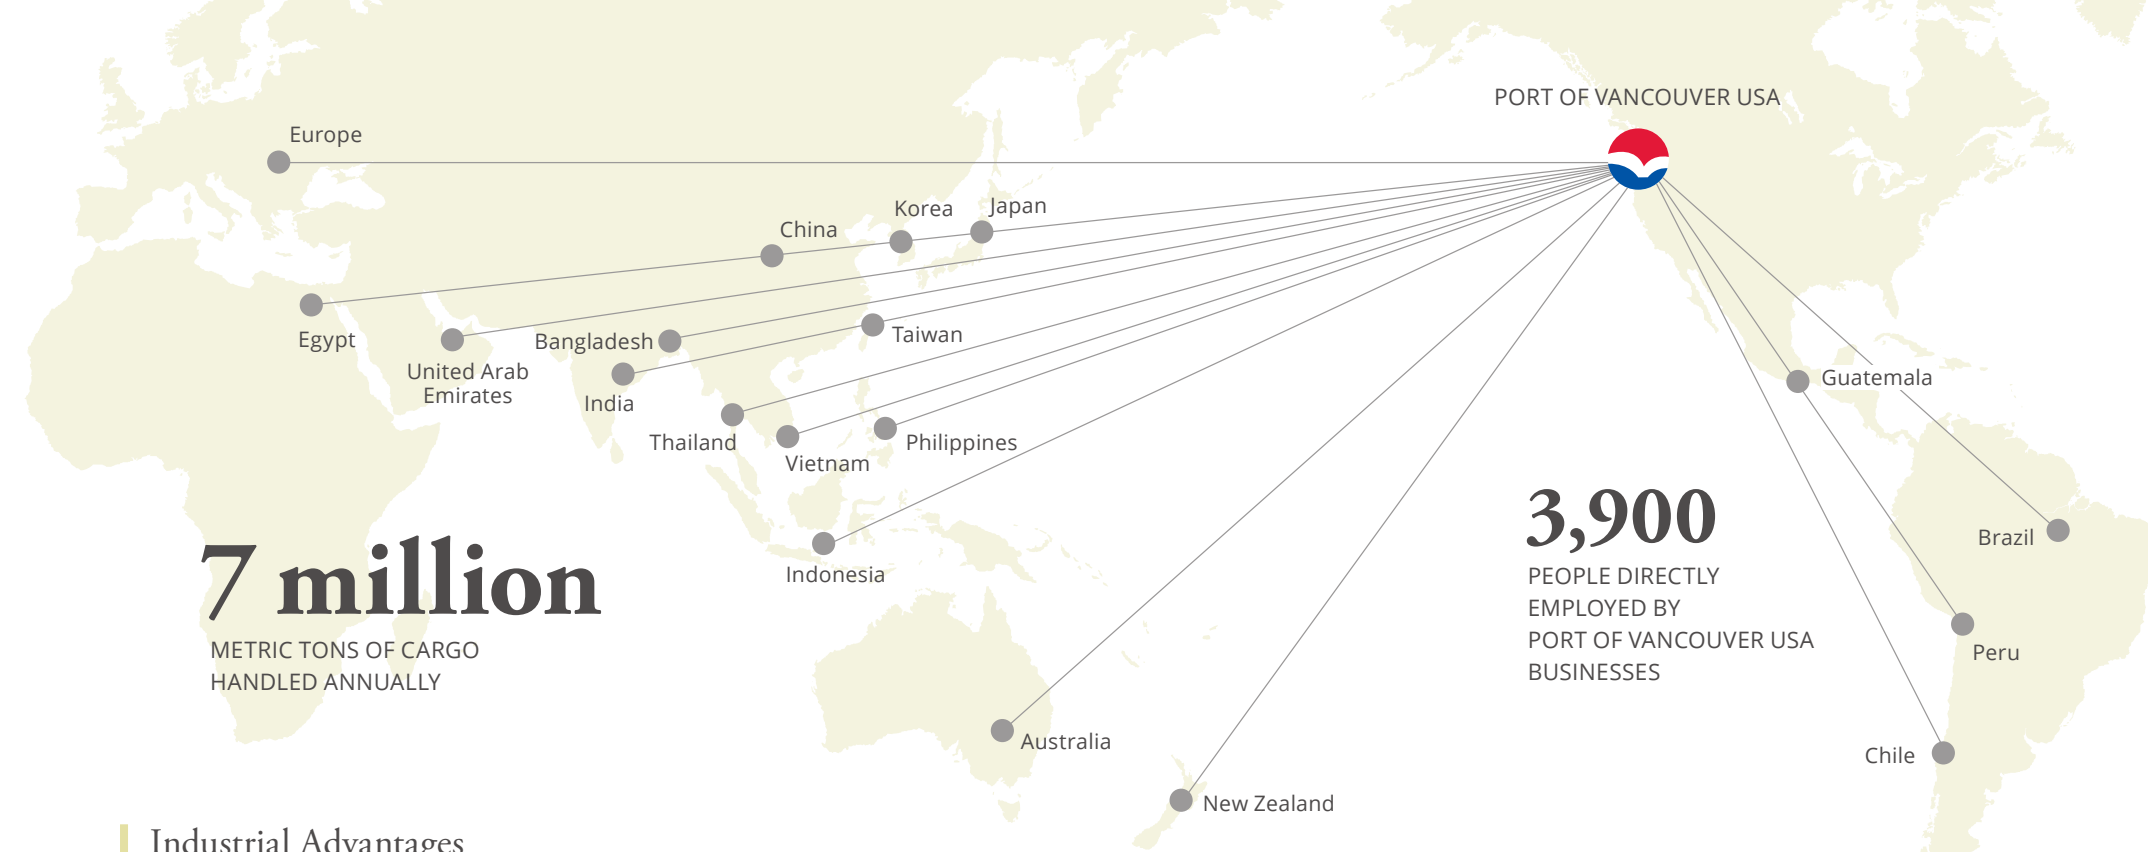 PORT OF VANCOUVER USA
Europe
Korea
Japan
China
Egypt
United Arab
Emirates
Bangladesh
Taiwan
India
Thailand
Vietnam
Philippines
Indonesia
Guatemala
Brazil
Peru
Chile
Australia
New Zealand
7 million
METRIC TONS OF CARGO
HANDLED ANNUALLY
3,900
PEOPLE DIRECTLY
EMPLOYED BY
PORT OF VANCOUVER USA
BUSINESSES
Industrial Advantages